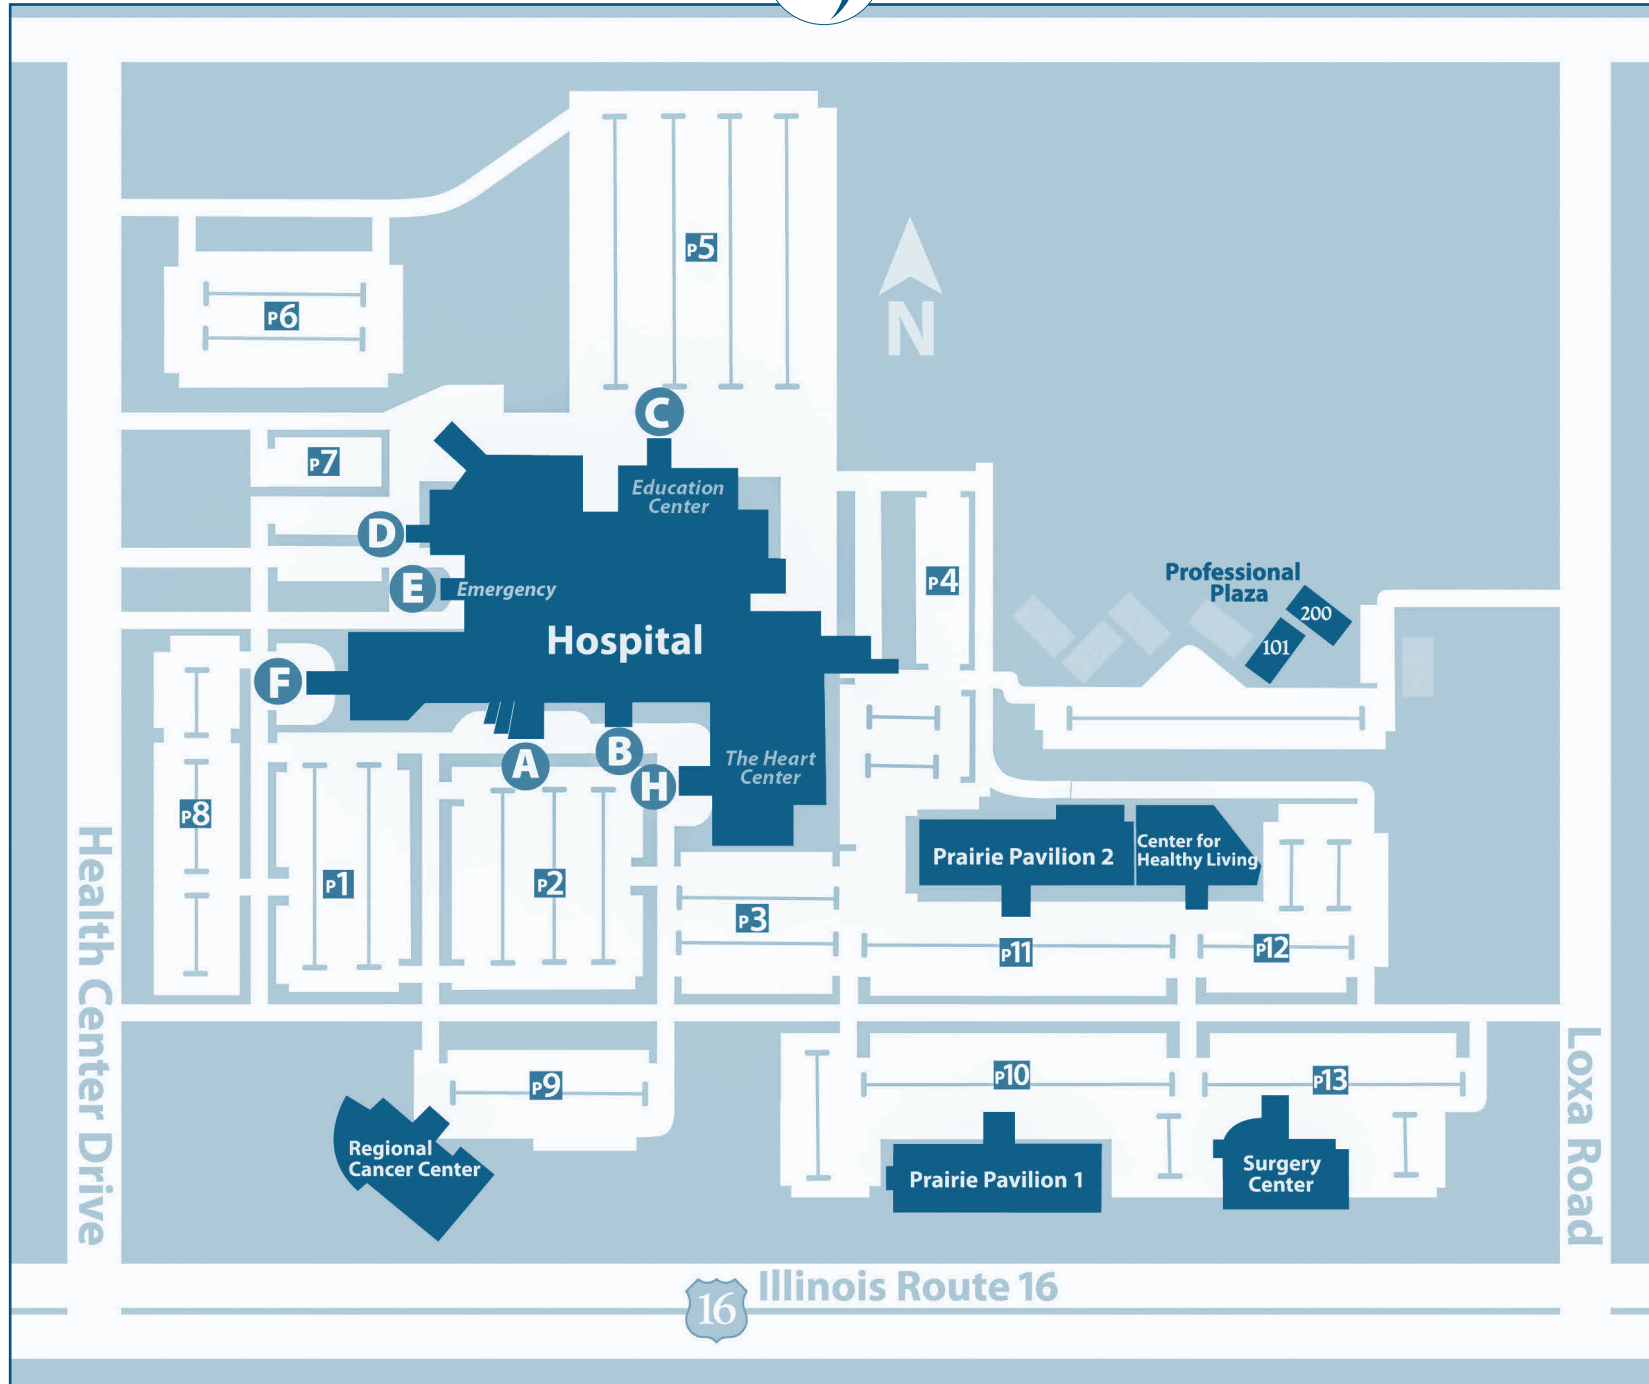 P5
N
P6
C
P7
Education
Center
D
E
Emergency
P4
Professional
Plaza
200
101
Hospital
F
A
B
H
The Heart
Center
P8
P1
P2
P3
Prairie Pavilion 2
Center for
Healthy Living
P11
P12
Health Center Drive
P9
P10
P13
Regional
Cancer Center
Prairie Pavilion 1
Surgery
Center
Loxa Road
16
Illinois Route 16